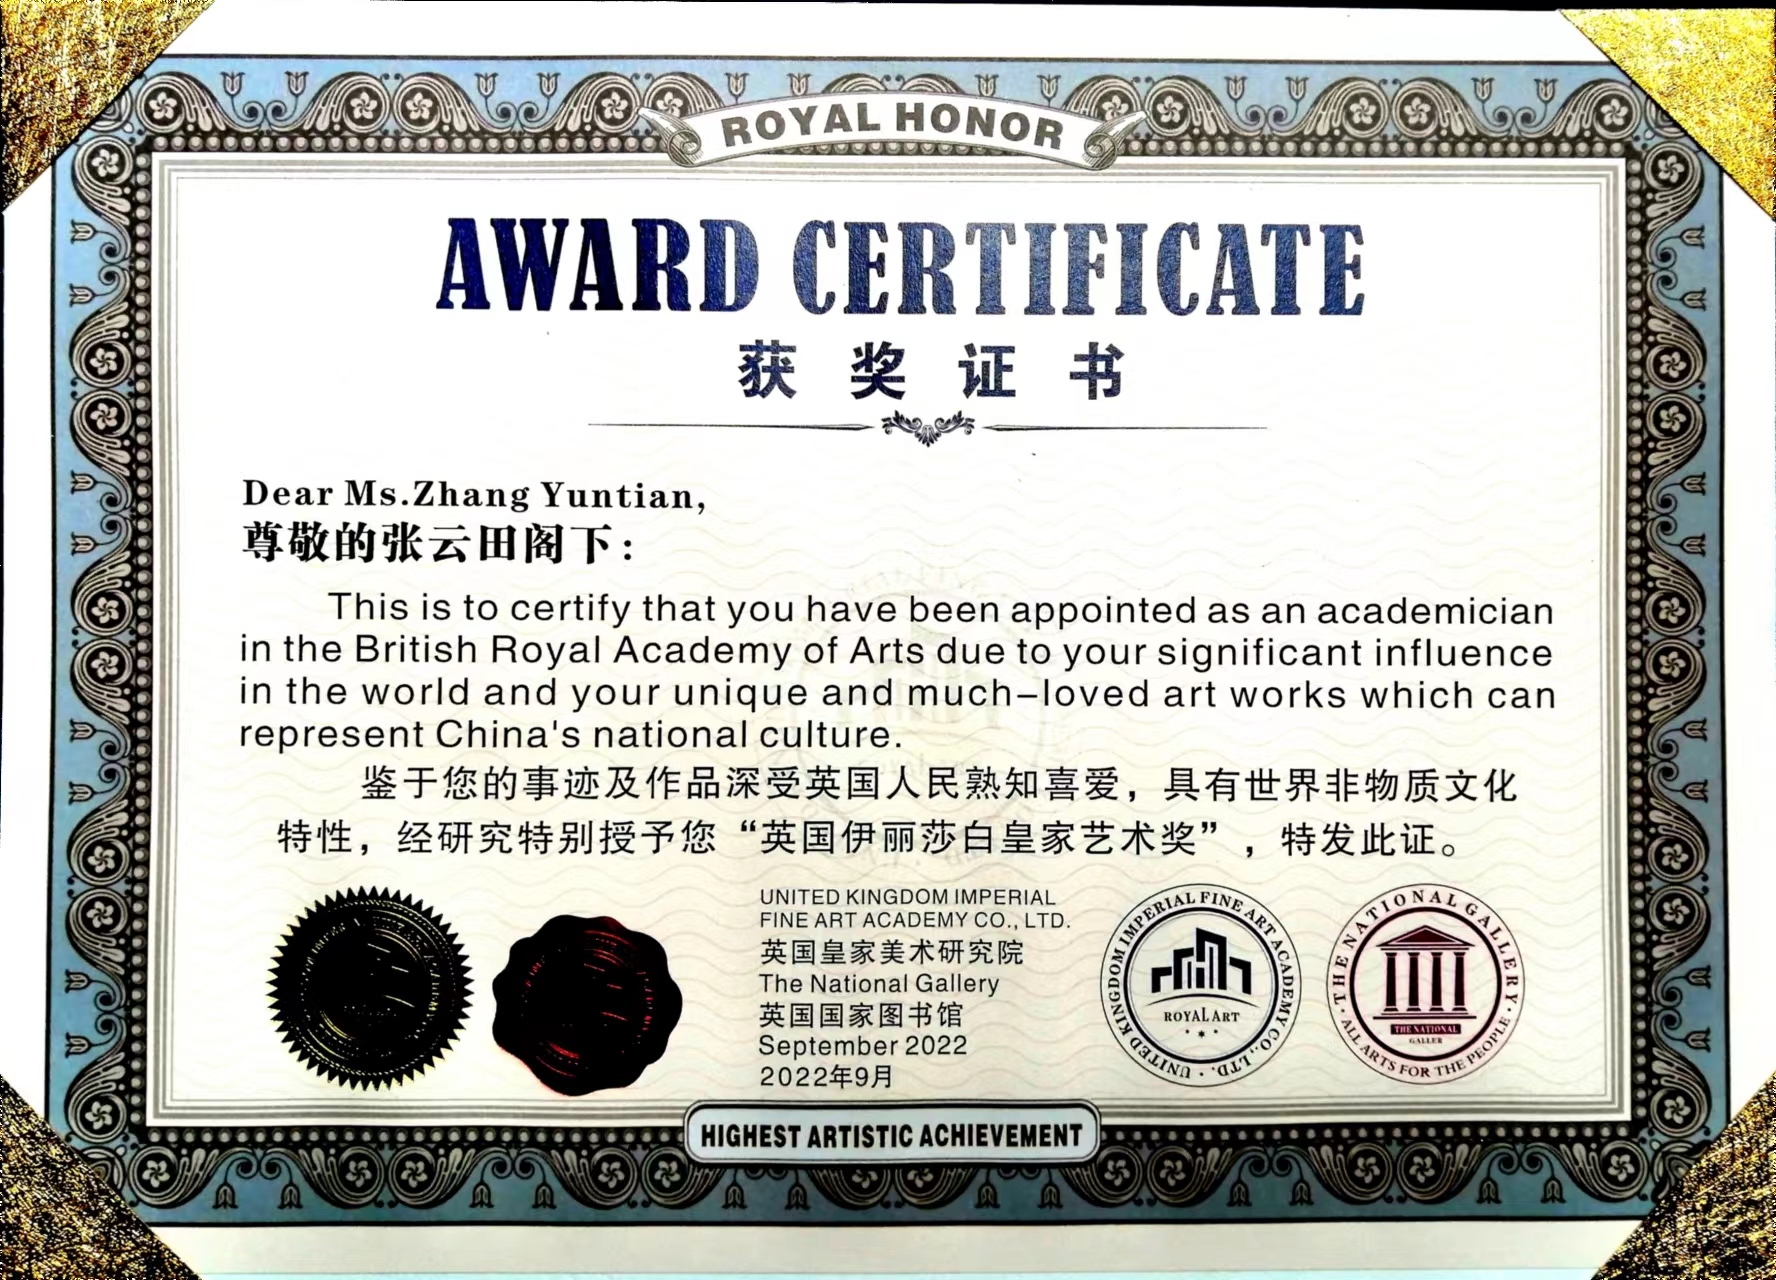 ROYAL HONOR
AWARD CERTIFICATE
获奖证书
Dear Ms.Zhang Yuntian,
尊敬的张云田阁下：
This is to certify that you have been appointed as an academician
in the British Royal Academy of Arts due to your significant influence
in the world and your unique and much-loved art works which can
represent China's national culture.
鉴于您的事迹及作品深受英国人民熟知喜爱，具有世界非物质文化
特性，经研究特别授予您“英国伊丽莎白皇家艺术奖”，特发此证。
UNITED KINGDOM IMPERIAL
FINE ART ACADEMY CO., LTD.
英国皇家美术研究院
The National Gallery
英国国家图书馆
September 2022
2022年9月
UNITED KINGDOM IMPERIAL FINE ART ACADEMY CO., LTD.
ROYAL ART
THE NATIONAL GALLERY
THE NATIONAL
GALLER
ALL ARTS FOR THE PEOPLE
HIGHEST ARTISTIC ACHIEVEMENT